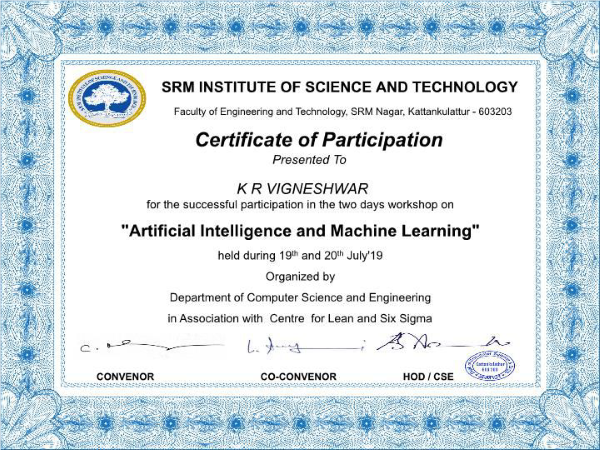 SRM INSTITUTE OF SCIENCE AND TECHNOLOGY
Faculty of Engineering and Technology, SRM Nagar, Kattankulattur - 603203
Certificate of Participation
Presented To
K R VIGNESHWAR
for the successful participation in the two days workshop on
"Artificial Intelligence and Machine Learning"
held during 19th and 20th July'19
Organized by
Department of Computer Science and Engineering
in Association with Centre for Lean and Six Sigma
CONVENOR
CO-CONVENOR
HOD / CSE